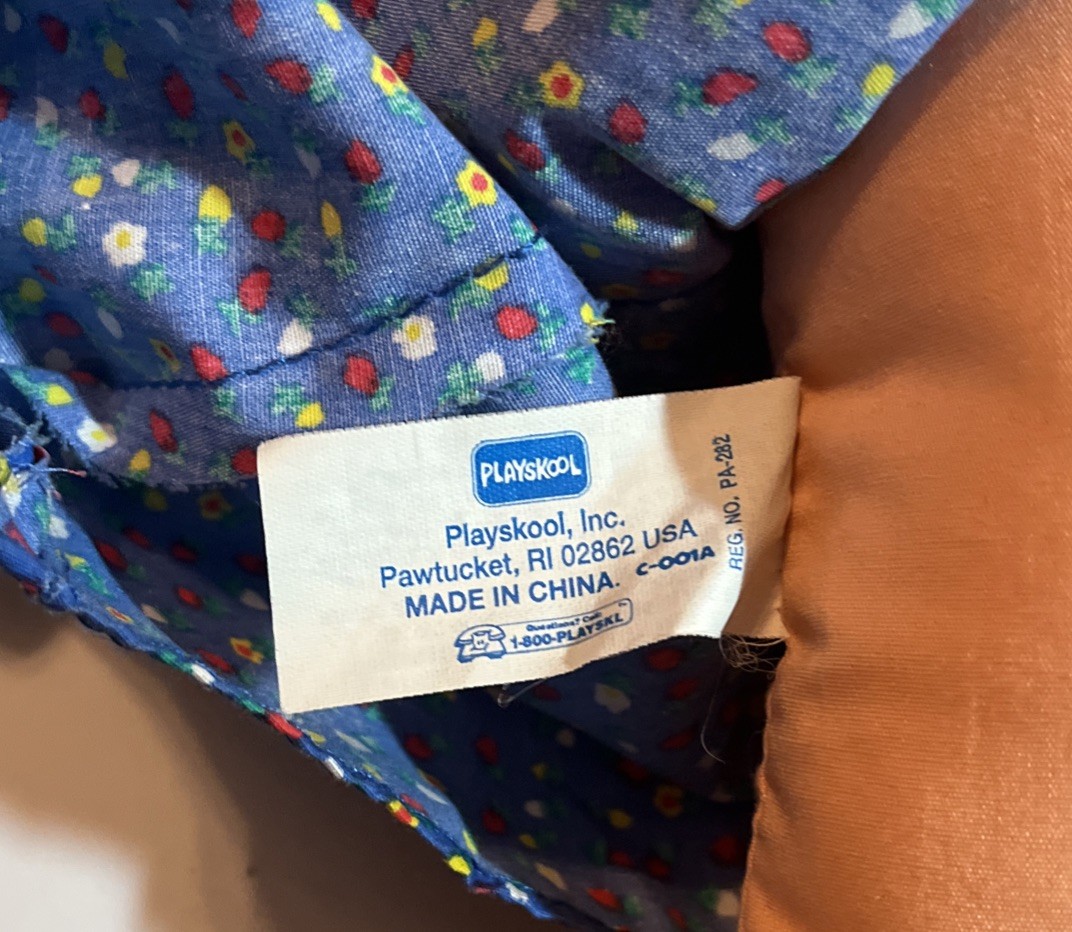 PLAYSKOOL
Playskool, Inc.
Pawtucket, RI 02862 USA
MADE IN CHINA. C-001A
Questions? Call:
1-800-PLAYSKL™
REG. NO. PA-282